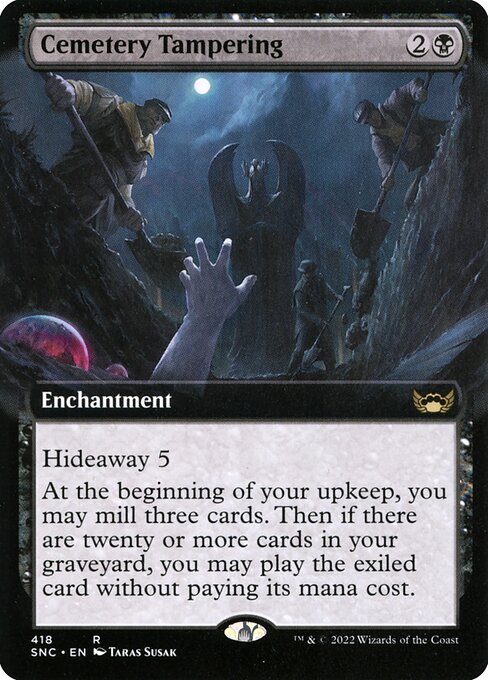 Cemetery Tampering 2
Enchantment
Hideaway 5
At the beginning of your upkeep, you
may mill three cards. Then if there
are twenty or more cards in your
graveyard, you may play the exiled
card without paying its mana cost.
418 R
SNC • EN Taras Susak
™ & © 2022 Wizards of the Coast